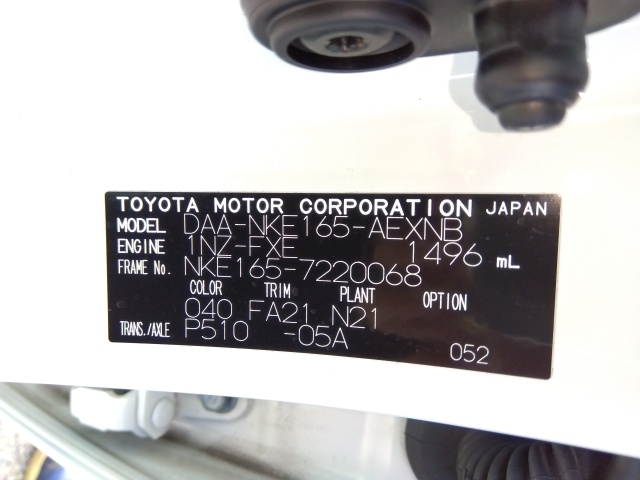 TOYOTA MOTOR CORPORATION JAPAN
MODEL DAA-NKE165-AEXNB
ENGINE 1NZ-FXE 1496 mL
FRAME No. NKE165-7220068
COLOR TRIM PLANT OPTION
040 FA21 N21
TRANS./AXLE P510 -05A
052